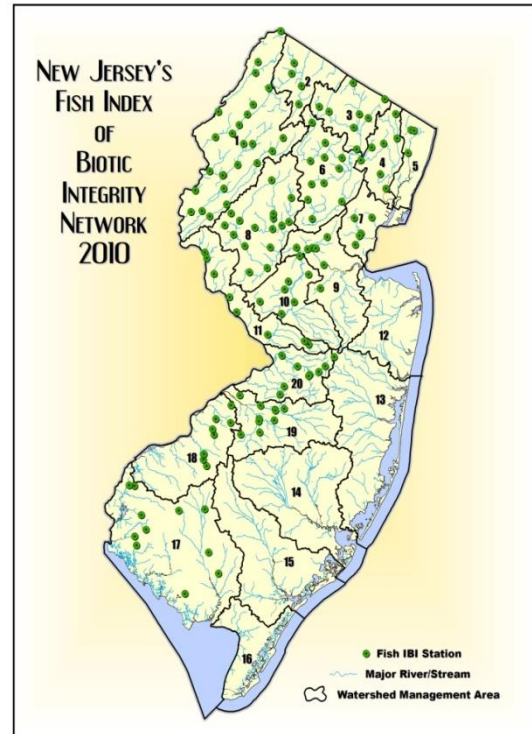 NEW JERSEY'S
FISH INDEX
OF
BIOTIC
INTEGRITY
NETWORK
2010
1
2
3
4
5
6
7
8
9
10
11
12
13
20
19
18
14
17
15
16
Fish IBI Station
Major River/Stream
Watershed Management Area